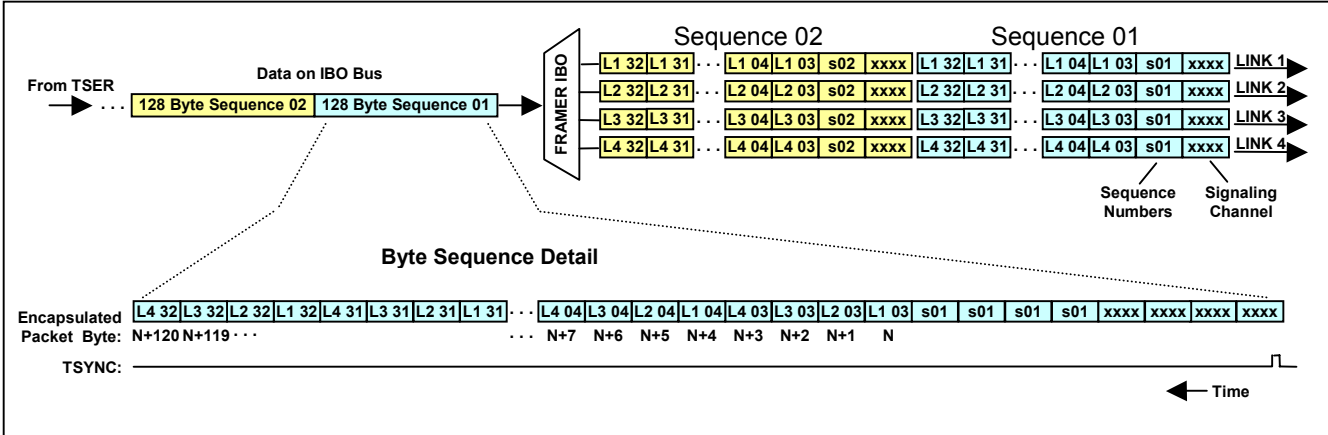 Sequence 02 Sequence 01
From TSER
Data on IBO Bus
. . . 128 Byte Sequence 02 128 Byte Sequence 01
FRAMER IBO
L1 32 L1 31 . . . L1 04 L1 03 s02 xxxx L1 32 L1 31 . . . L1 04 L1 03 s01 xxxx LINK 1
L2 32 L2 31 . . . L2 04 L2 03 s02 xxxx L2 32 L2 31 . . . L2 04 L2 03 s01 xxxx LINK 2
L3 32 L3 31 . . . L3 04 L3 03 s02 xxxx L3 32 L3 31 . . . L3 04 L3 03 s01 xxxx LINK 3
L4 32 L4 31 . . . L4 04 L4 03 s02 xxxx L4 32 L4 31 . . . L4 04 L4 03 s01 xxxx LINK 4
Sequence
Numbers
Signaling
Channel
Byte Sequence Detail
Encapsulated
Packet Byte:
L4 32 L3 32 L2 32 L1 32 L4 31 L3 31 L2 31 L1 31 . . . L4 04 L3 04 L2 04 L1 04 L4 03 L3 03 L2 03 L1 03 s01 s01 s01 s01 xxxx xxxx xxxx xxxx
N+120 N+119 . . . . . . N+7 N+6 N+5 N+4 N+3 N+2 N+1 N
TSYNC:
Time